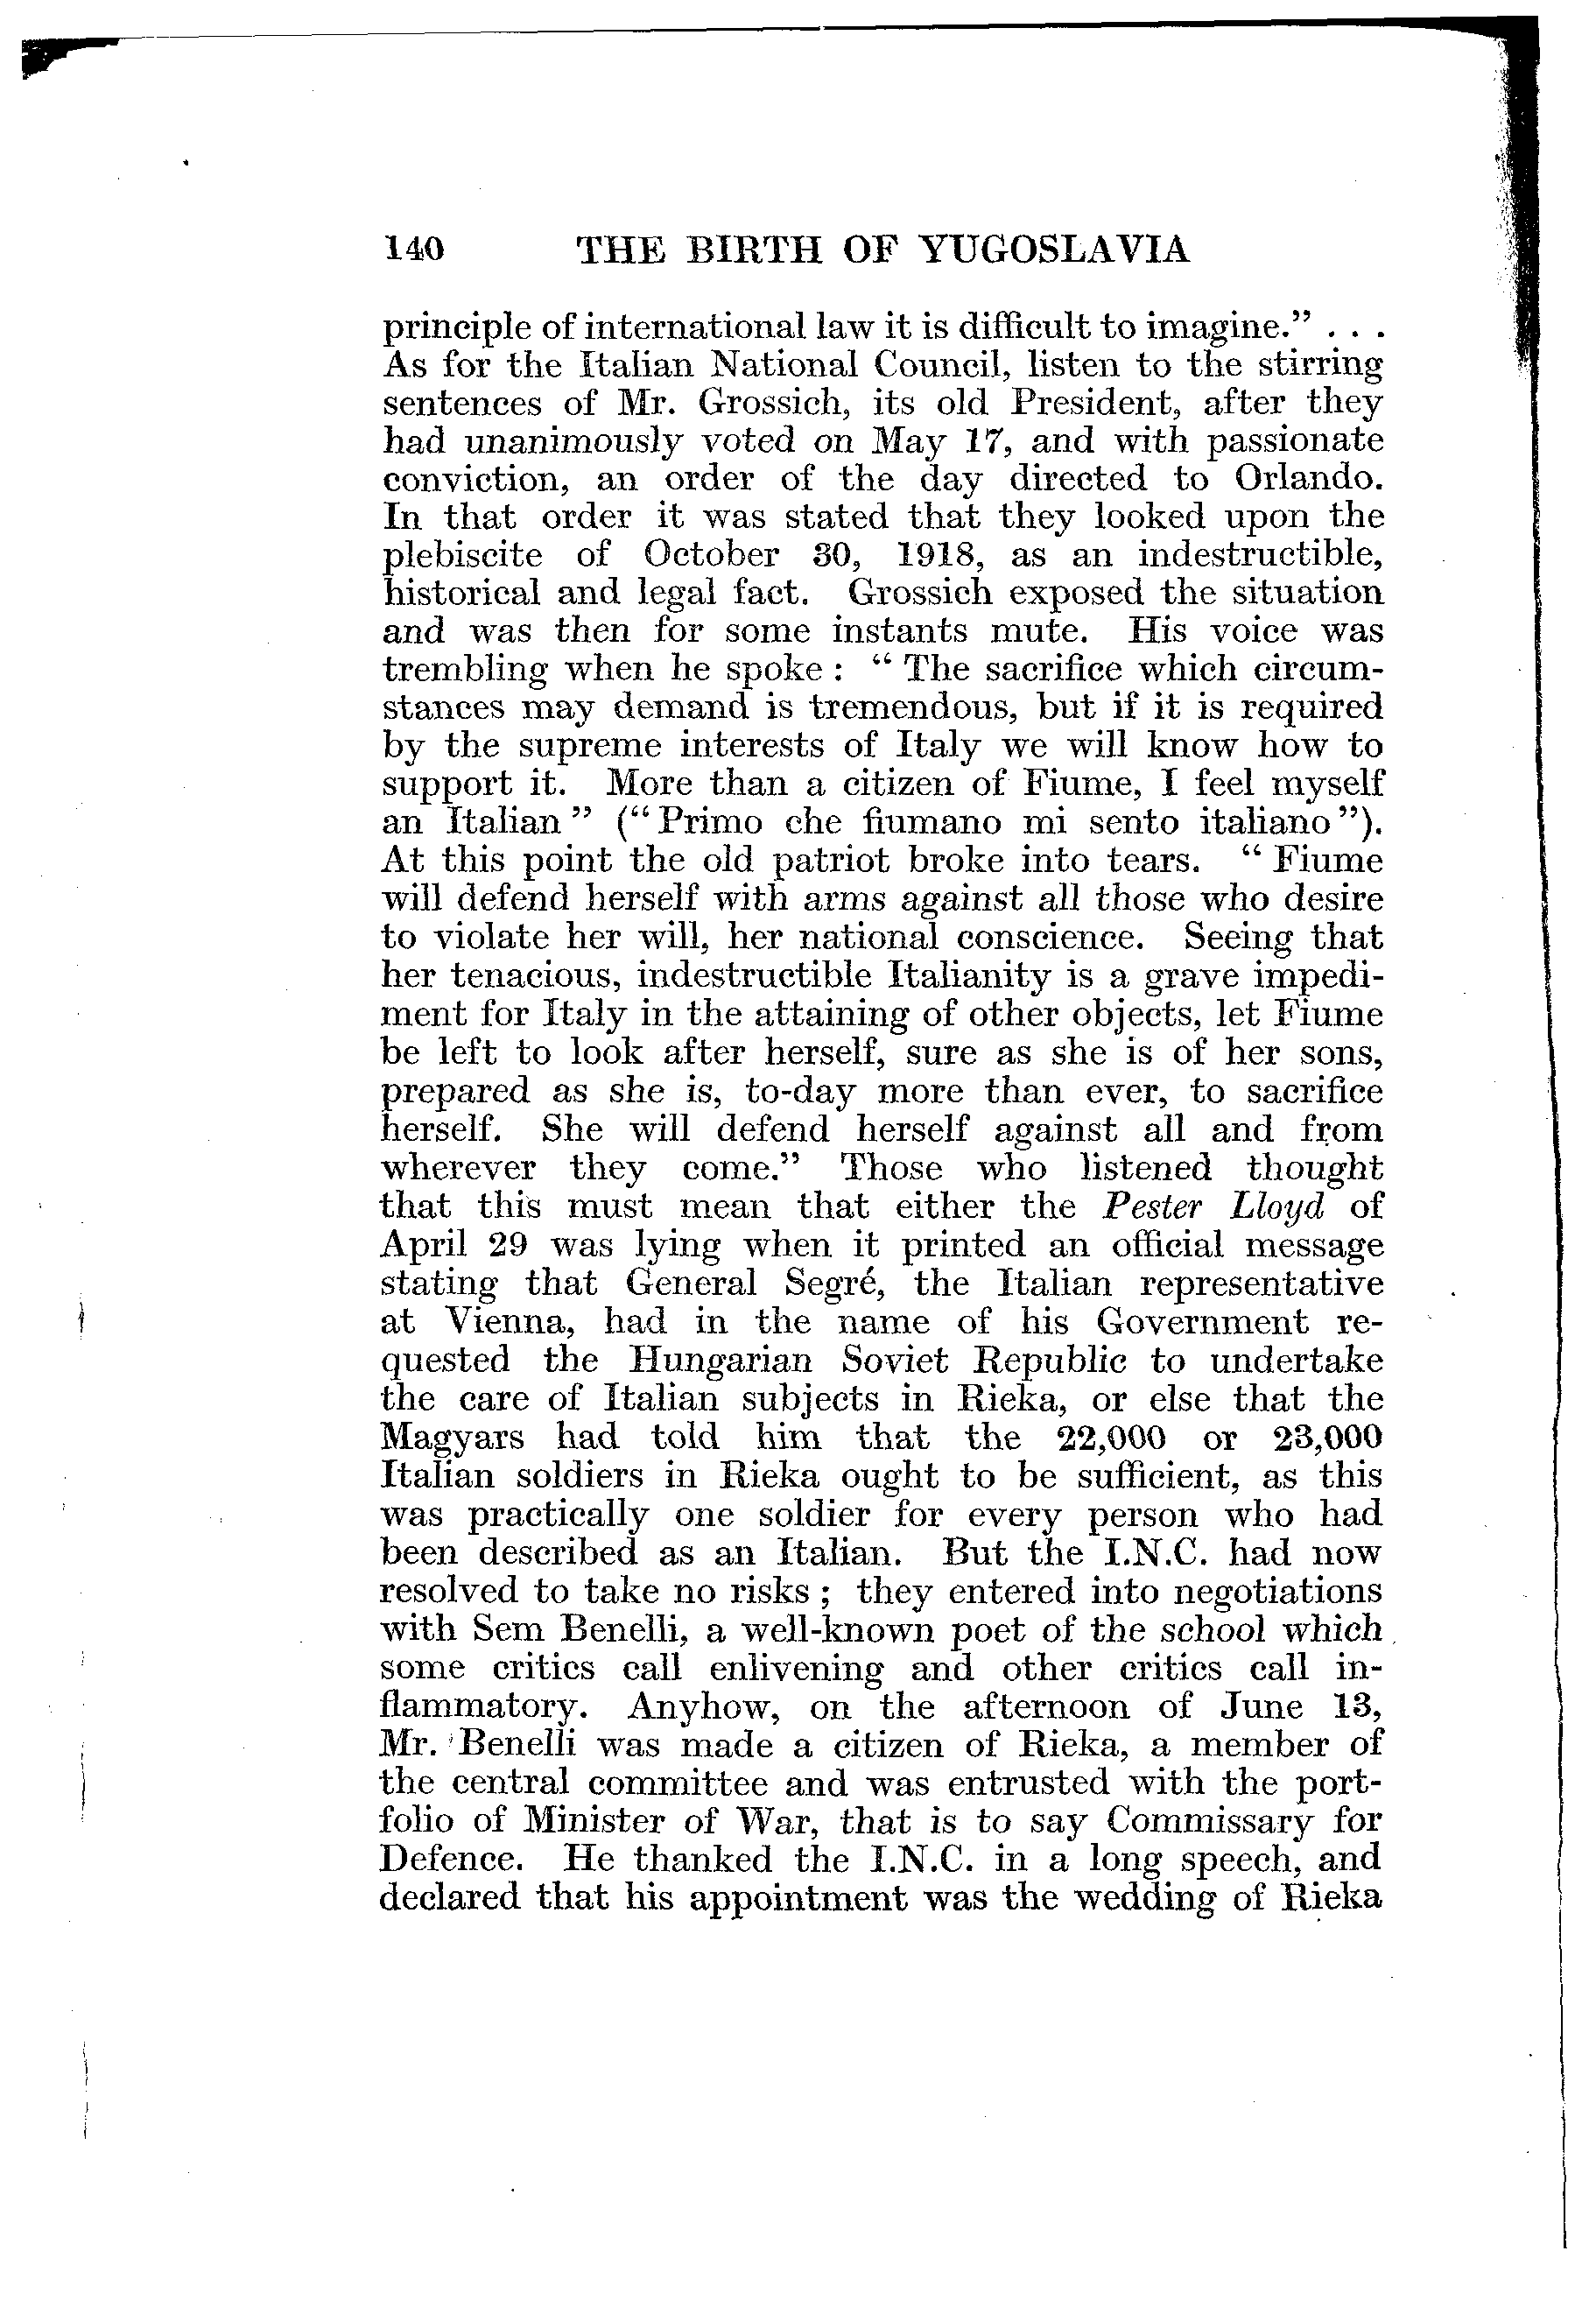 140 THE BIRTH OF YUGOSLAVIA
principle of international law it is difficult to imagine.” . . .
As for the Italian National Council, listen to the stirring
sentences of Mr. Grossich, its old President, after they
had unanimously voted on May 17, and with passionate
conviction, an order of the day directed to Orlando.
In that order it was stated that they looked upon the
plebiscite of October 30, 1918, as an indestructible,
historical and legal fact. Grossich exposed the situation
and was then for some instants mute. His voice was
trembling when he spoke : “ The sacrifice which circum-
stances may demand is tremendous, but if it is required
by the supreme interests of Italy we will know how to
support it. More than a citizen of Fiume, I feel myself
an Italian ” (“ Primo che fiumano mi sento italiano ”).
At this point the old patriot broke into tears. “ Fiume
will defend herself with arms against all those who desire
to violate her will, her national conscience. Seeing that
her tenacious, indestructible Italianity is a grave impedi-
ment for Italy in the attaining of other objects, let Fiume
be left to look after herself, sure as she is of her sons,
prepared as she is, to-day more than ever, to sacrifice
herself. She will defend herself against all and from
wherever they come.” Those who listened thought
that this must mean that either the Pester Lloyd of
April 29 was lying when it printed an official message
stating that General Segré, the Italian representative
at Vienna, had in the name of his Government re-
quested the Hungarian Soviet Republic to undertake
the care of Italian subjects in Rieka, or else that the
Magyars had told him that the 22,000 or 23,000
Italian soldiers in Rieka ought to be sufficient, as this
was practically one soldier for every person who had
been described as an Italian. But the I.N.C. had now
resolved to take no risks ; they entered into negotiations
with Sem Benelli, a well-known poet of the school which
some critics call enlivening and other critics call in-
flammatory. Anyhow, on the afternoon of June 13,
Mr. Benelli was made a citizen of Rieka, a member of
the central committee and was entrusted with the port-
folio of Minister of War, that is to say Commissary for
Defence. He thanked the I.N.C. in a long speech, and
declared that his appointment was the wedding of Rieka